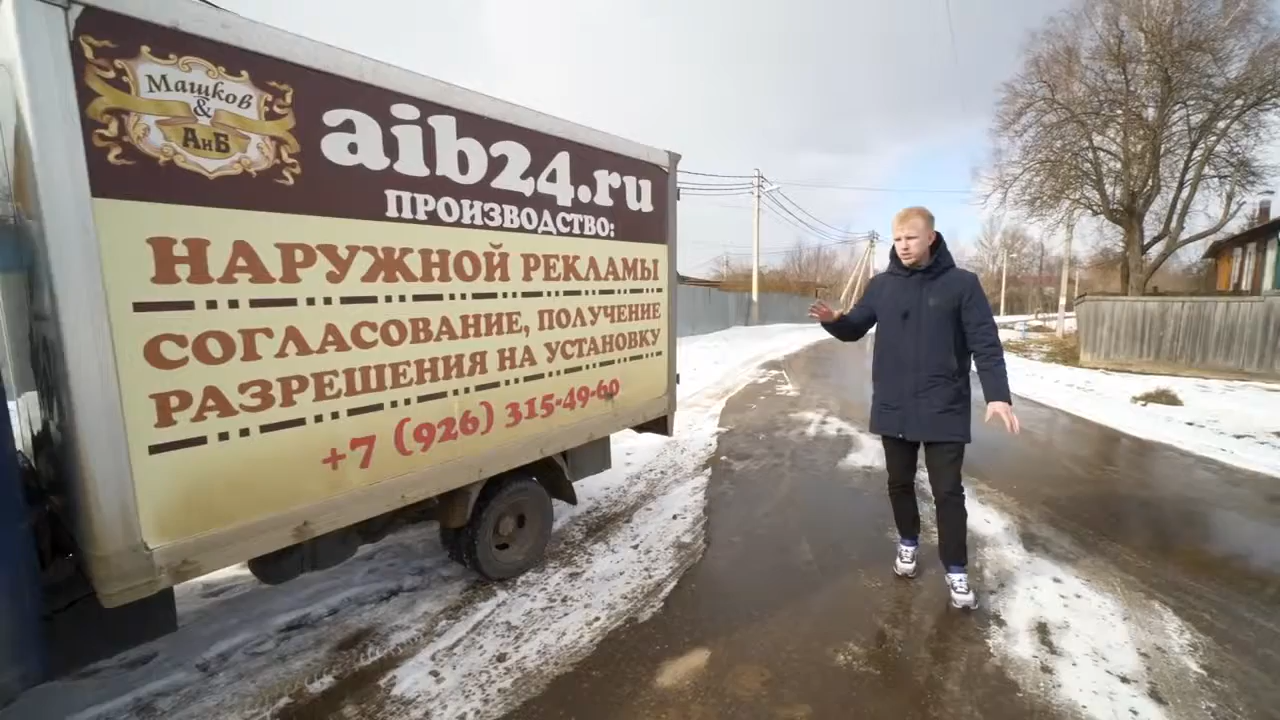 Машков
&
АиБ
aib24.ru
ПРОИЗВОДСТВО:
НАРУЖНОЙ РЕКЛАМЫ
СОГЛАСОВАНИЕ, ПОЛУЧЕНИЕ
РАЗРЕШЕНИЯ НА УСТАНОВКУ
+7 (926) 315-49-60